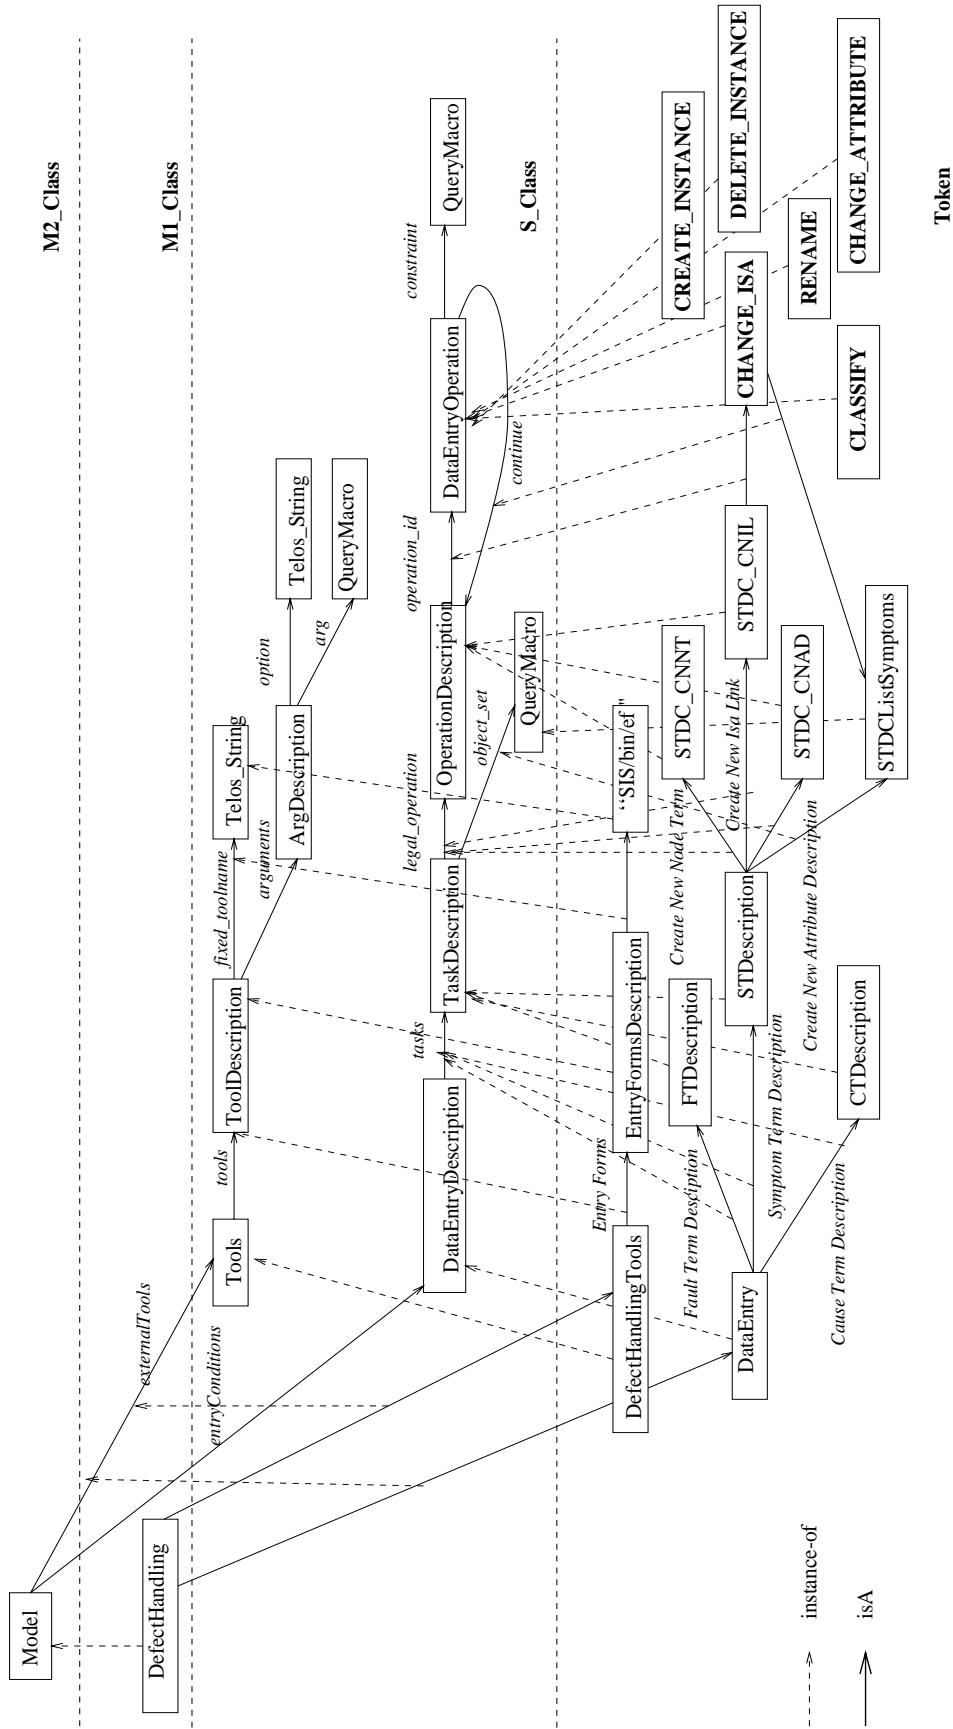 M2_Class
Model
M1_Class
DefectHandling
externalTools
entryConditions
Tools
tools
ToolDescription
fixed_toolname
Telos_String
arguments
ArgDescription
option
Telos_String
arg
QueryMacro
DataEntryDescription
tasks
TaskDescription
legal_operation
OperationDescription
object_set
QueryMacro
operation_id
DataEntryOperation
continue
constraint
QueryMacro
S_Class
DefectHandlingTools
Entry Forms
EntryFormsDescription
“SIS/bin/ef"
DataEntry
Fault Term Desciption
FTDescription
Symptom Term Description
STDescription
Cause Term Description
CTDescription
Create New Node Term
STDC_CNNT
Create New Isa Link
STDC_CNIL
Create New Attribute Description
STDC_CNAD
STDCListSymptoms
CREATE_INSTANCE
DELETE_INSTANCE
CHANGE_ISA
RENAME
CLASSIFY
CHANGE_ATTRIBUTE
Token
instance-of
isA